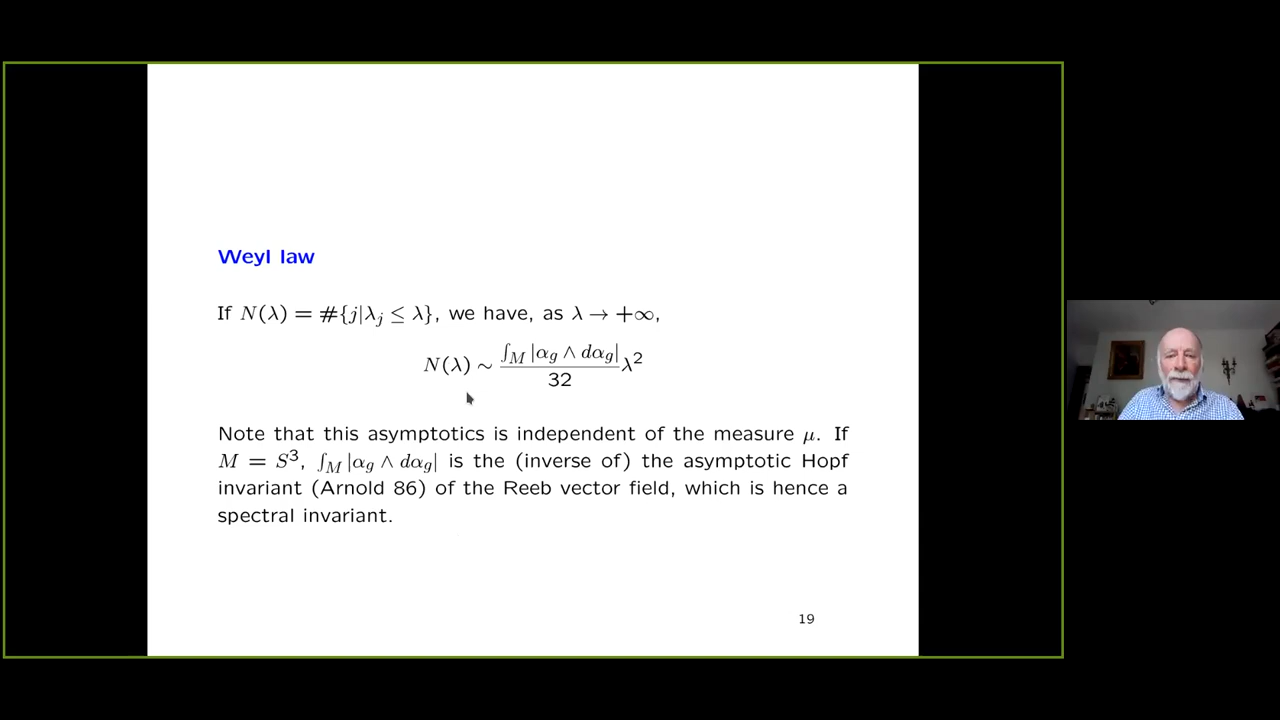 Weyl law
If N(λ) = #{j|λ_j ≤ λ}, we have, as λ → +∞,
N(λ) ∼ \frac{∫_M |α_g ∧ dα_g|}{32} λ^2
Note that this asymptotics is independent of the measure μ. If
M = S^3, ∫_M |α_g ∧ dα_g| is the (inverse of) the asymptotic Hopf
invariant (Arnold 86) of the Reeb vector field, which is hence a
spectral invariant.
19